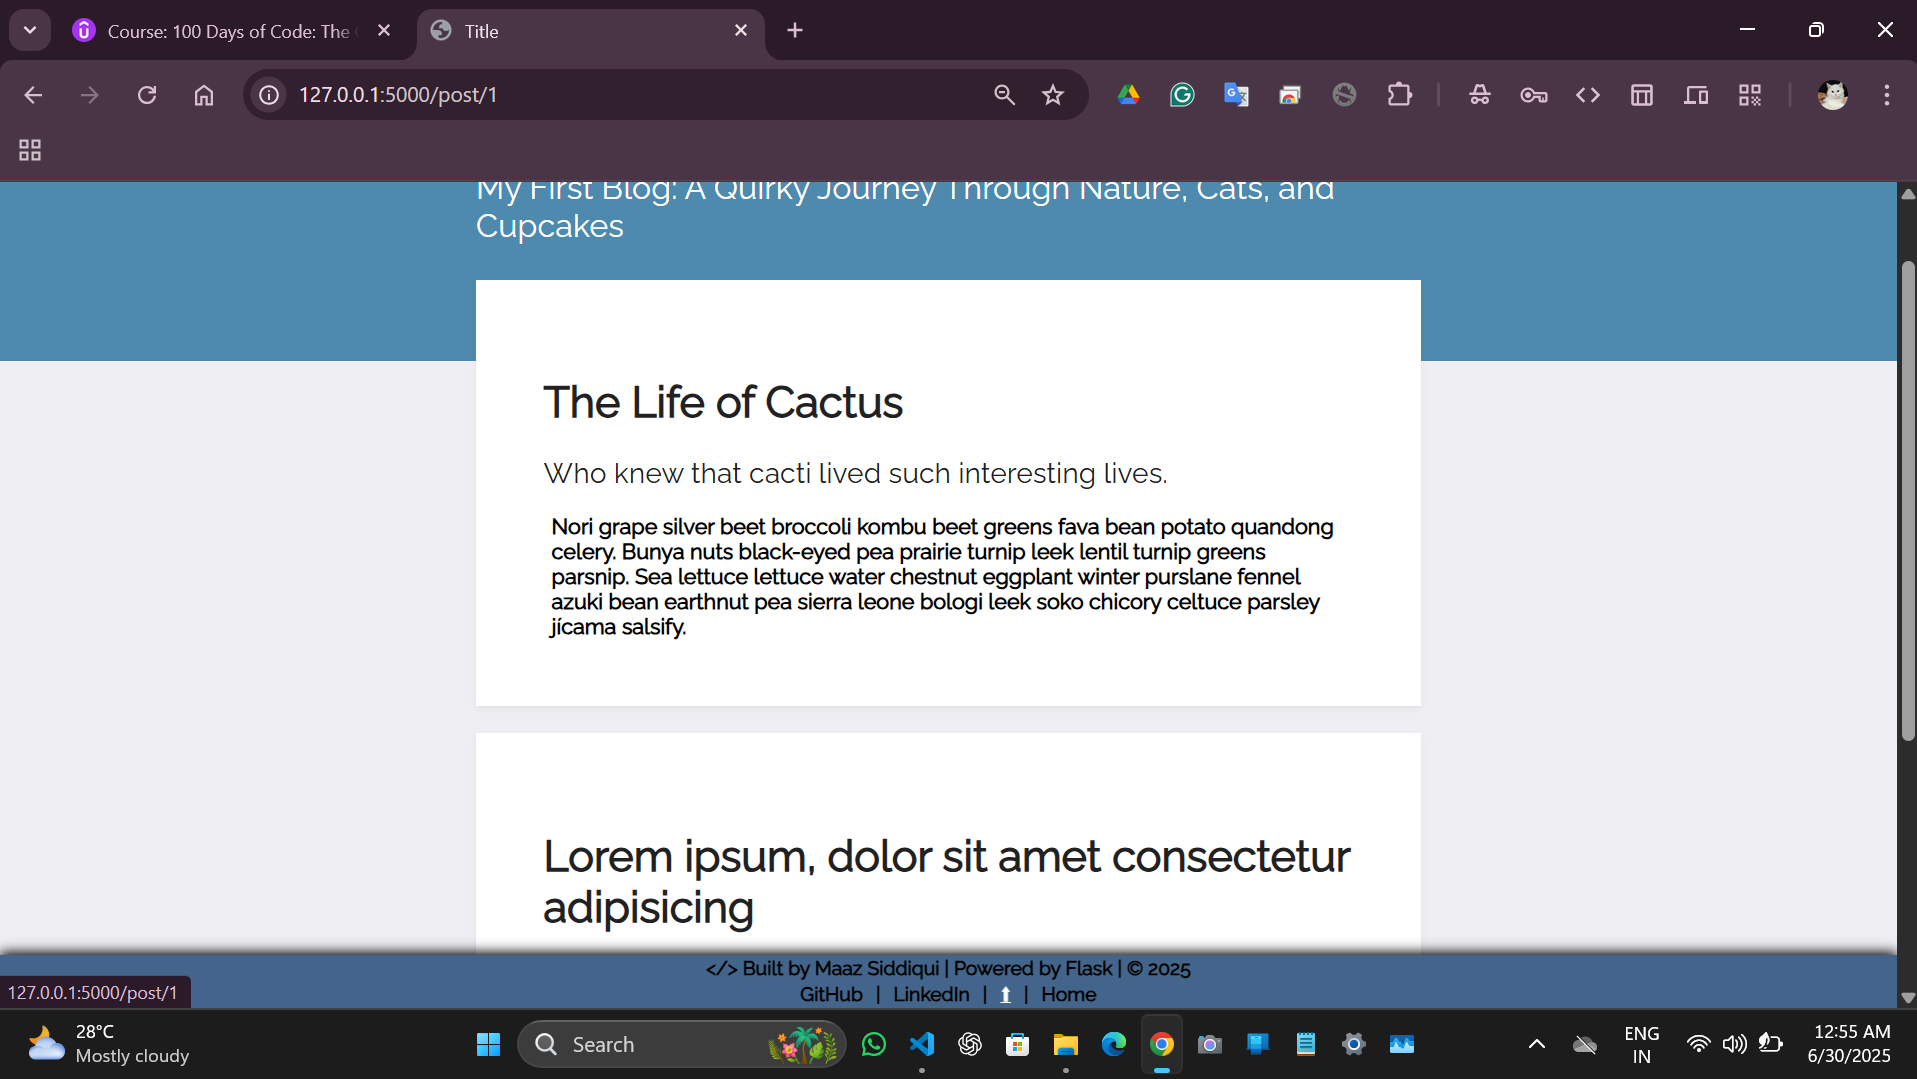 Course: 100 Days of Code: The
Title
127.0.0.1:5000/post/1
My First Blog: A Quirky Journey Through Nature, Cats, and
Cupcakes
The Life of Cactus
Who knew that cacti lived such interesting lives.
Nori grape silver beet broccoli kombu beet greens fava bean potato quandong
celery. Bunya nuts black-eyed pea prairie turnip leek lentil turnip greens
parsnip. Sea lettuce lettuce water chestnut eggplant winter purslane fennel
azuki bean earthnut pea sierra leone bologi leek soko chicory celtuce parsley
jícama salsify.
Lorem ipsum, dolor sit amet consectetur
adipisicing
</> Built by Maaz Siddiqui | Powered by Flask | © 2025
GitHub | LinkedIn | ⬆ | Home
127.0.0.1:5000/post/1
28°C
Mostly cloudy
Search
ENG
IN
12:55 AM
6/30/2025